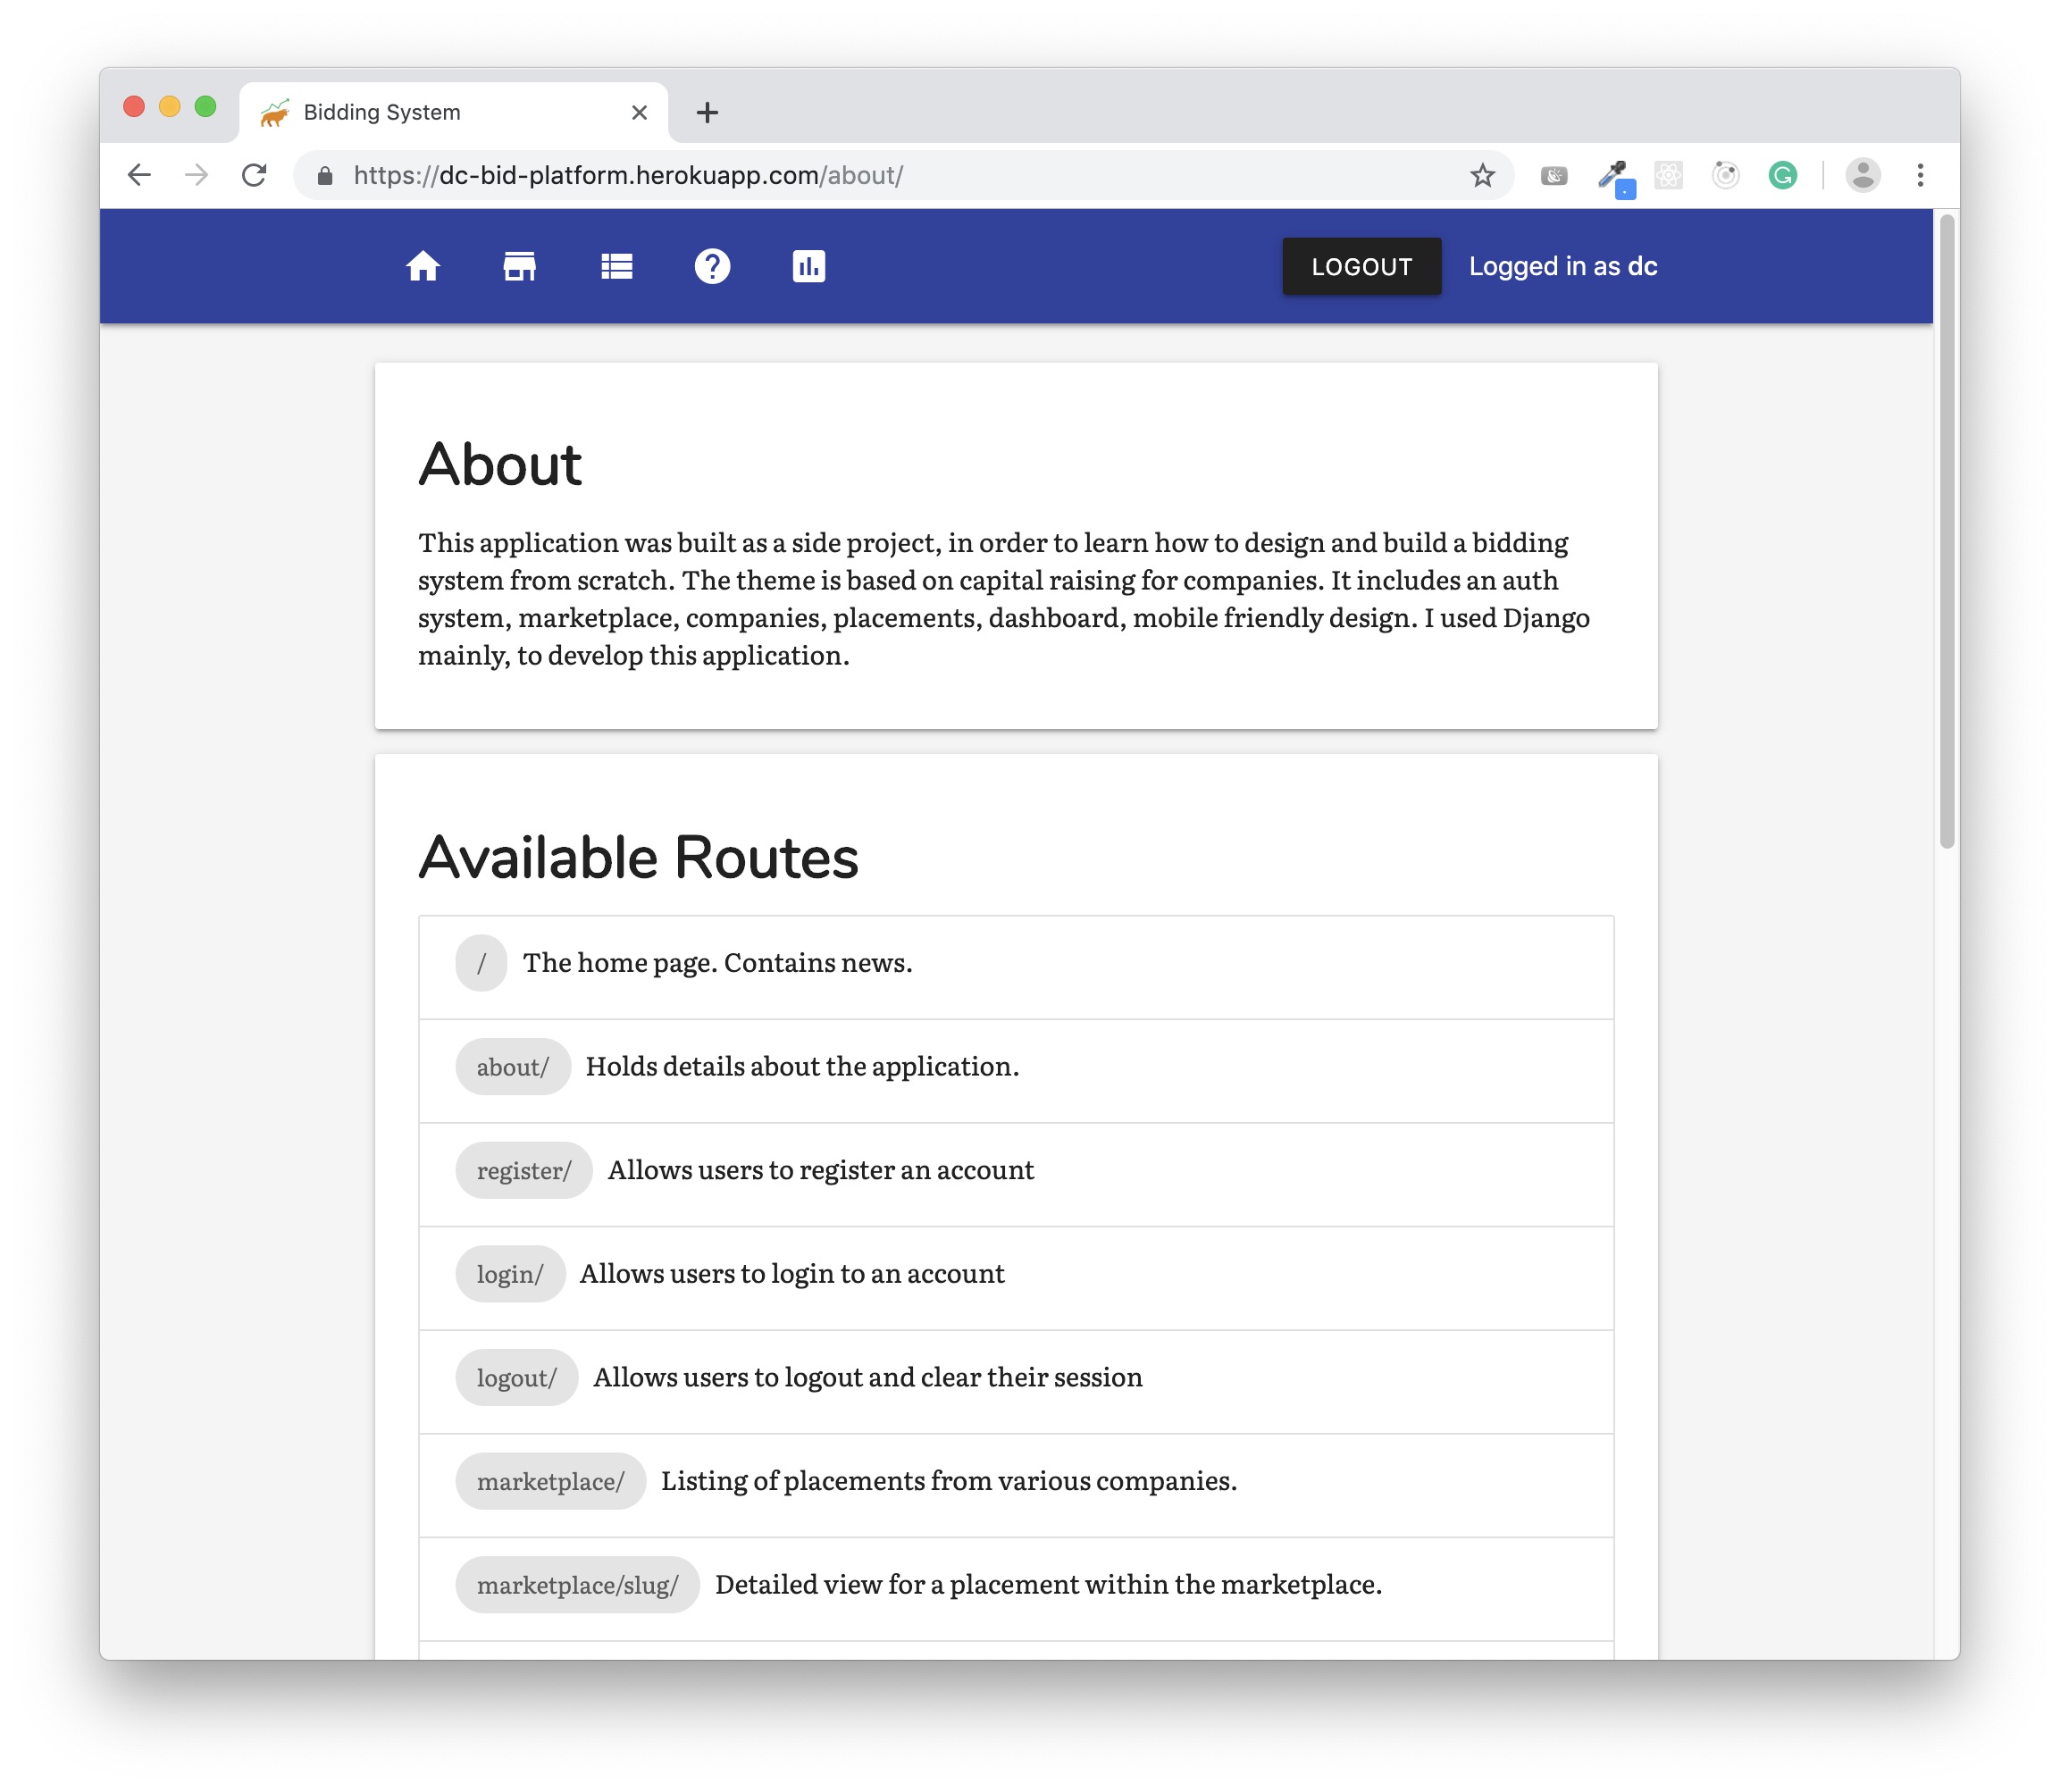 Bidding System
https://dc-bid-platform.herokuapp.com/about/
LOGOUT
Logged in as dc
About
This application was built as a side project, in order to learn how to design and build a bidding
system from scratch. The theme is based on capital raising for companies. It includes an auth
system, marketplace, companies, placements, dashboard, mobile friendly design. I used Django
mainly, to develop this application.
Available Routes
/ The home page. Contains news.
about/ Holds details about the application.
register/ Allows users to register an account
login/ Allows users to login to an account
logout/ Allows users to logout and clear their session
marketplace/ Listing of placements from various companies.
marketplace/slug/ Detailed view for a placement within the marketplace.